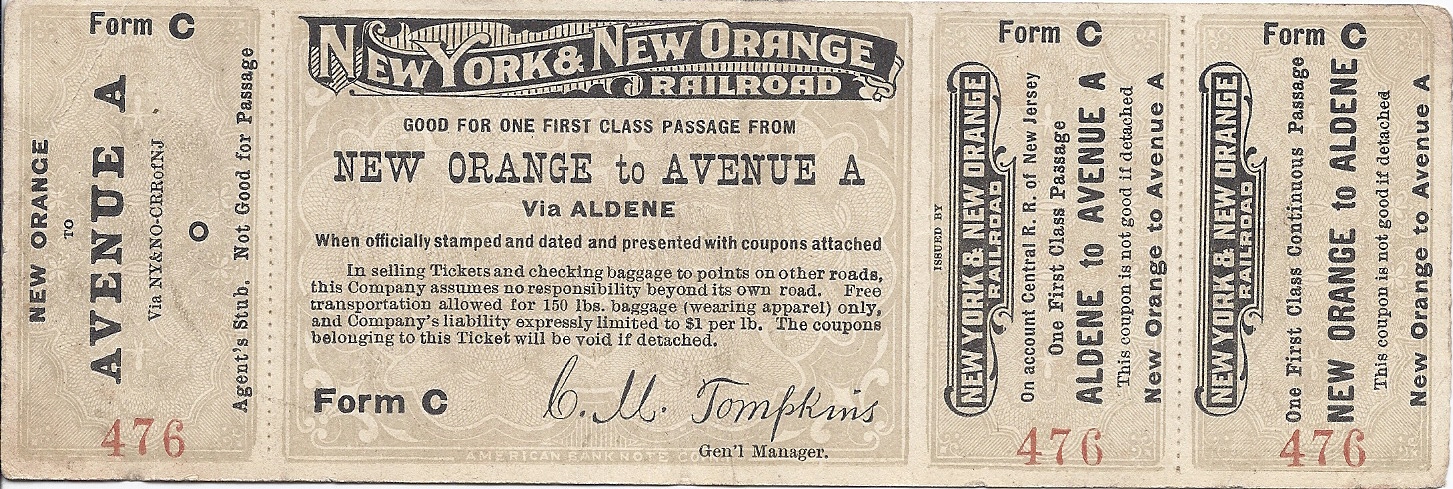 Form C
NEW ORANGE
TO
AVENUE A
Via NY&NO-CRRofNJ
O
Agent's Stub. Not Good for Passage
476
NEW YORK & NEW ORANGE
RAILROAD
GOOD FOR ONE FIRST CLASS PASSAGE FROM
NEW ORANGE to AVENUE A
Via ALDENE
When officially stamped and dated and presented with coupons attached
In selling Tickets and checking baggage to points on other roads,
this Company assumes no responsibility beyond its own road. Free
transportation allowed for 150 lbs. baggage (wearing apparel) only,
and Company's liability expressly limited to $1 per lb. The coupons
belonging to this Ticket will be void if detached.
Form C
C. M. Tompkins
Gen'l Manager.
AMERICAN BANK NOTE
Form C
ISSUED BY
NEW YORK & NEW ORANGE
RAILROAD
On account Central R. R. of New Jersey
One First Class Passage
ALDENE to AVENUE A
This coupon is not good if detached
New Orange to Avenue A
476
Form C
NEW YORK & NEW ORANGE
RAILROAD
One First Class Continuous Passage
NEW ORANGE to ALDENE
This coupon is not good if detached
New Orange to Avenue A
476